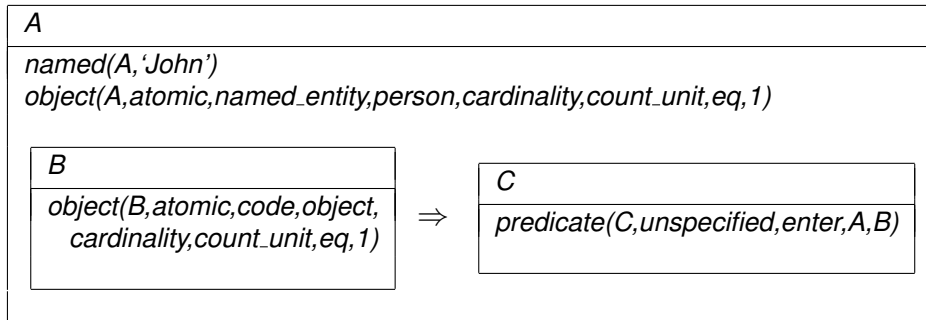 A
named(A,‘John’)
object(A,atomic,named_entity,person,cardinality,count_unit,eq,1)
B
object(B,atomic,code,object,
cardinality,count_unit,eq,1)
⇒
C
predicate(C,unspecified,enter,A,B)